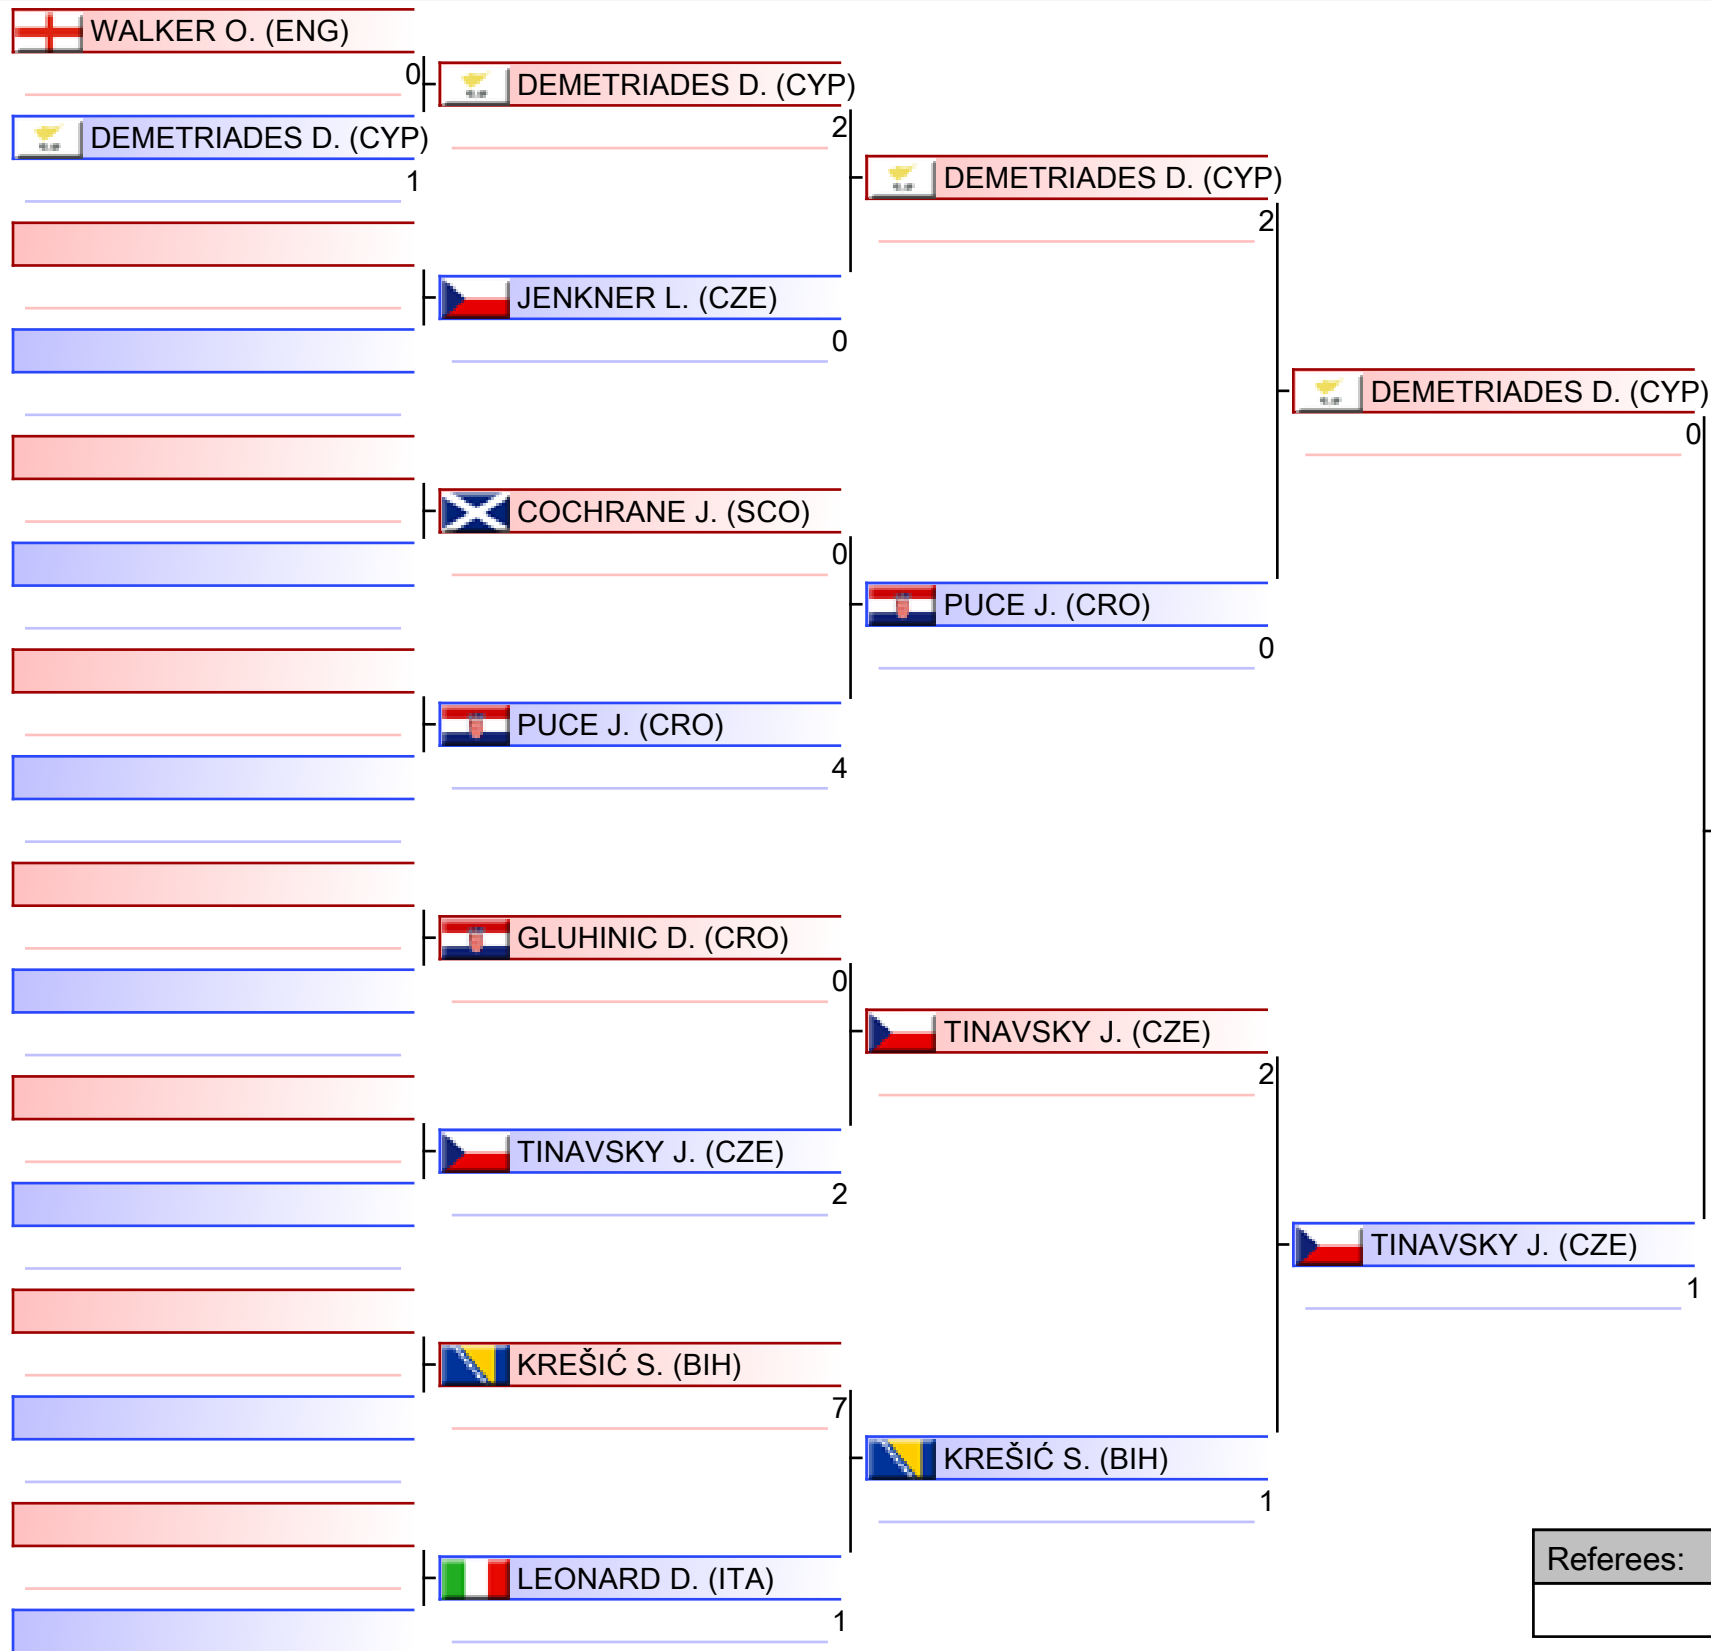 WALKER O. (ENG)
0
DEMETRIADES D. (CYP)
1
DEMETRIADES D. (CYP)
2
JENKNER L. (CZE)
0
COCHRANE J. (SCO)
0
PUCE J. (CRO)
4
GLUHINIC D. (CRO)
0
TINAVSKY J. (CZE)
2
KREŠIĆ S. (BIH)
7
LEONARD D. (ITA)
1
DEMETRIADES D. (CYP)
2
PUCE J. (CRO)
0
TINAVSKY J. (CZE)
2
KREŠIĆ S. (BIH)
1
DEMETRIADES D. (CYP)
0
TINAVSKY J. (CZE)
1
Referees: